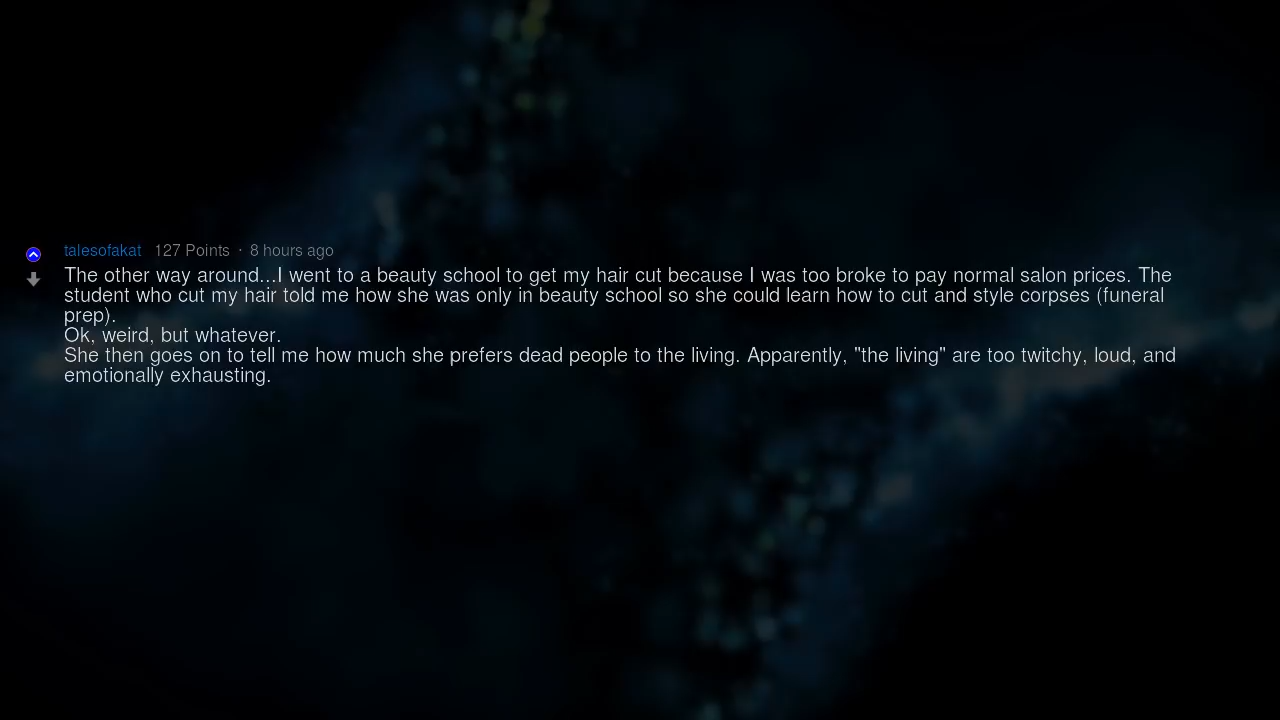 talesofakat 127 Points · 8 hours ago
The other way around...I went to a beauty school to get my hair cut because I was too broke to pay normal salon prices. The
student who cut my hair told me how she was only in beauty school so she could learn how to cut and style corpses (funeral
prep).
Ok, weird, but whatever.
She then goes on to tell me how much she prefers dead people to the living. Apparently, "the living" are too twitchy, loud, and
emotionally exhausting.